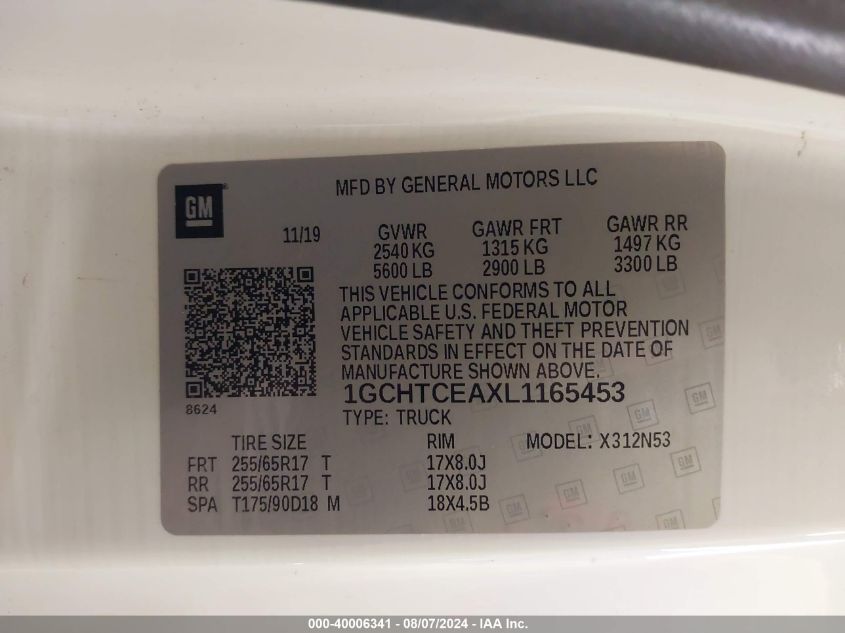 MFD BY GENERAL MOTORS LLC
GM
11/19
GVWR GAWR FRT GAWR RR
2540 KG 1315 KG 1497 KG
5600 LB 2900 LB 3300 LB
THIS VEHICLE CONFORMS TO ALL
APPLICABLE U.S. FEDERAL MOTOR
VEHICLE SAFETY AND THEFT PREVENTION
STANDARDS IN EFFECT ON THE DATE OF
MANUFACTURE SHOWN ABOVE.
8624
1GCHTCEAXL1165453
TYPE: TRUCK
TIRE SIZE RIM MODEL: X312N53
FRT 255/65R17 T 17X8.0J
RR 255/65R17 T 17X8.0J
SPA T175/90D18 M 18X4.5B
000-40006341 - 08/07/2024 - IAA Inc.